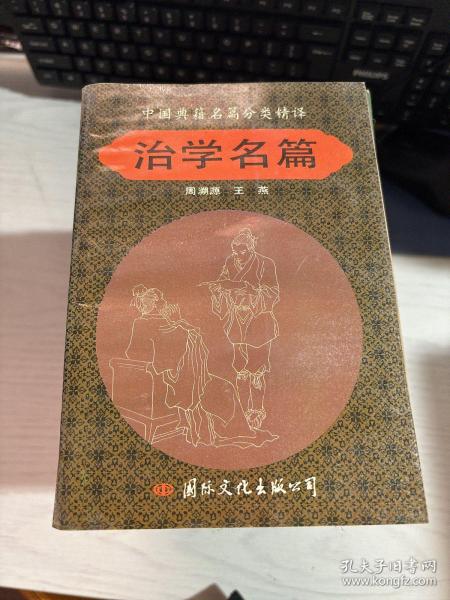 PHILIPS
中国典籍名篇分类精译
治学名篇
周溯源 王燕
国际文化出版公司
孔夫子旧书网
www.kongfz.com